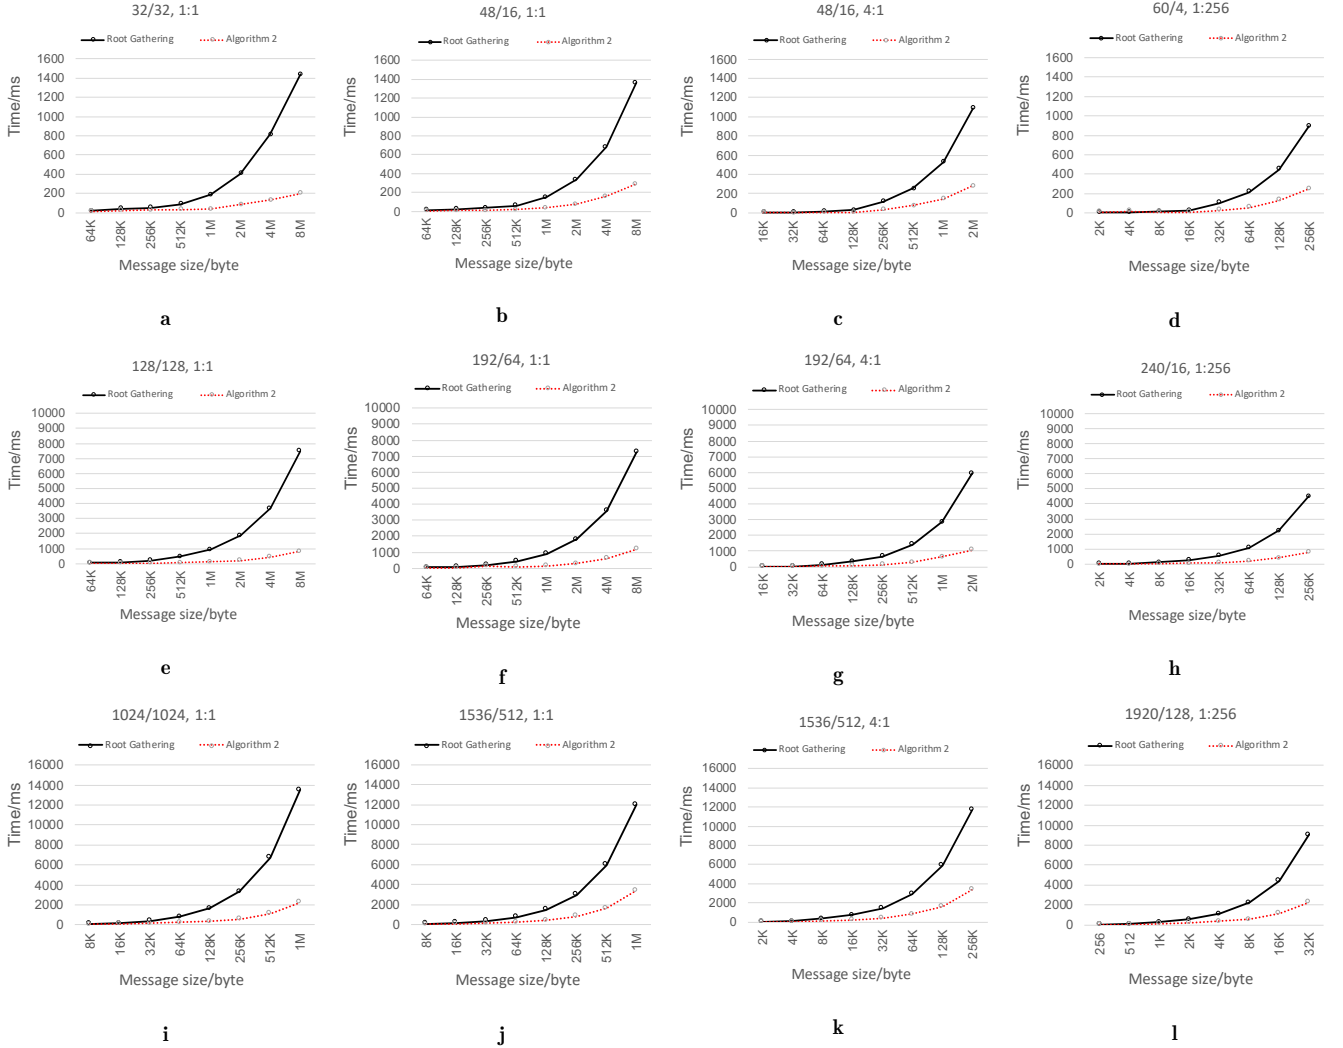 32/32, 1:1
Root Gathering Algorithm 2
Time/ms
1600
1400
1200
1000
800
600
400
200
0
64K 128K 256K 512K 1M 2M 4M 8M
Message size/byte
a
48/16, 1:1
Root Gathering Algorithm 2
Time/ms
1600
1400
1200
1000
800
600
400
200
0
64K 128K 256K 512K 1M 2M 4M 8M
Message size/byte
b
48/16, 4:1
Root Gathering Algorithm 2
Time/ms
1600
1400
1200
1000
800
600
400
200
0
16K 32K 64K 128K 256K 512K 1M 2M
Message size/byte
c
60/4, 1:256
Root Gathering Algorithm 2
Time/ms
1600
1400
1200
1000
800
600
400
200
0
2K 4K 8K 16K 32K 64K 128K 256K
Message size/byte
d
128/128, 1:1
Root Gathering Algorithm 2
Time/ms
10000
9000
8000
7000
6000
5000
4000
3000
2000
1000
0
64K 128K 256K 512K 1M 2M 4M 8M
Message size/byte
e
192/64, 1:1
Root Gathering Algorithm 2
Time/ms
10000
9000
8000
7000
6000
5000
4000
3000
2000
1000
0
64K 128K 256K 512K 1M 2M 4M 8M
Message size/byte
f
192/64, 4:1
Root Gathering Algorithm 2
Time/ms
10000
9000
8000
7000
6000
5000
4000
3000
2000
1000
0
16K 32K 64K 128K 256K 512K 1M 2M
Message size/byte
g
240/16, 1:256
Root Gathering Algorithm 2
Time/ms
10000
9000
8000
7000
6000
5000
4000
3000
2000
1000
0
2K 4K 8K 16K 32K 64K 128K 256K
Message size/byte
h
1024/1024, 1:1
Root Gathering Algorithm 2
Time/ms
16000
14000
12000
10000
8000
6000
4000
2000
0
8K 16K 32K 64K 128K 256K 512K 1M
Message size/byte
i
1536/512, 1:1
Root Gathering Algorithm 2
Time/ms
16000
14000
12000
10000
8000
6000
4000
2000
0
8K 16K 32K 64K 128K 256K 512K 1M
Message size/byte
j
1536/512, 4:1
Root Gathering Algorithm 2
Time/ms
16000
14000
12000
10000
8000
6000
4000
2000
0
2K 4K 8K 16K 32K 64K 128K 256K
Message size/byte
k
1920/128, 1:256
Root Gathering Algorithm 2
Time/ms
16000
14000
12000
10000
8000
6000
4000
2000
0
256 512 1K 2K 4K 8K 16K 32K
Message size/byte
l